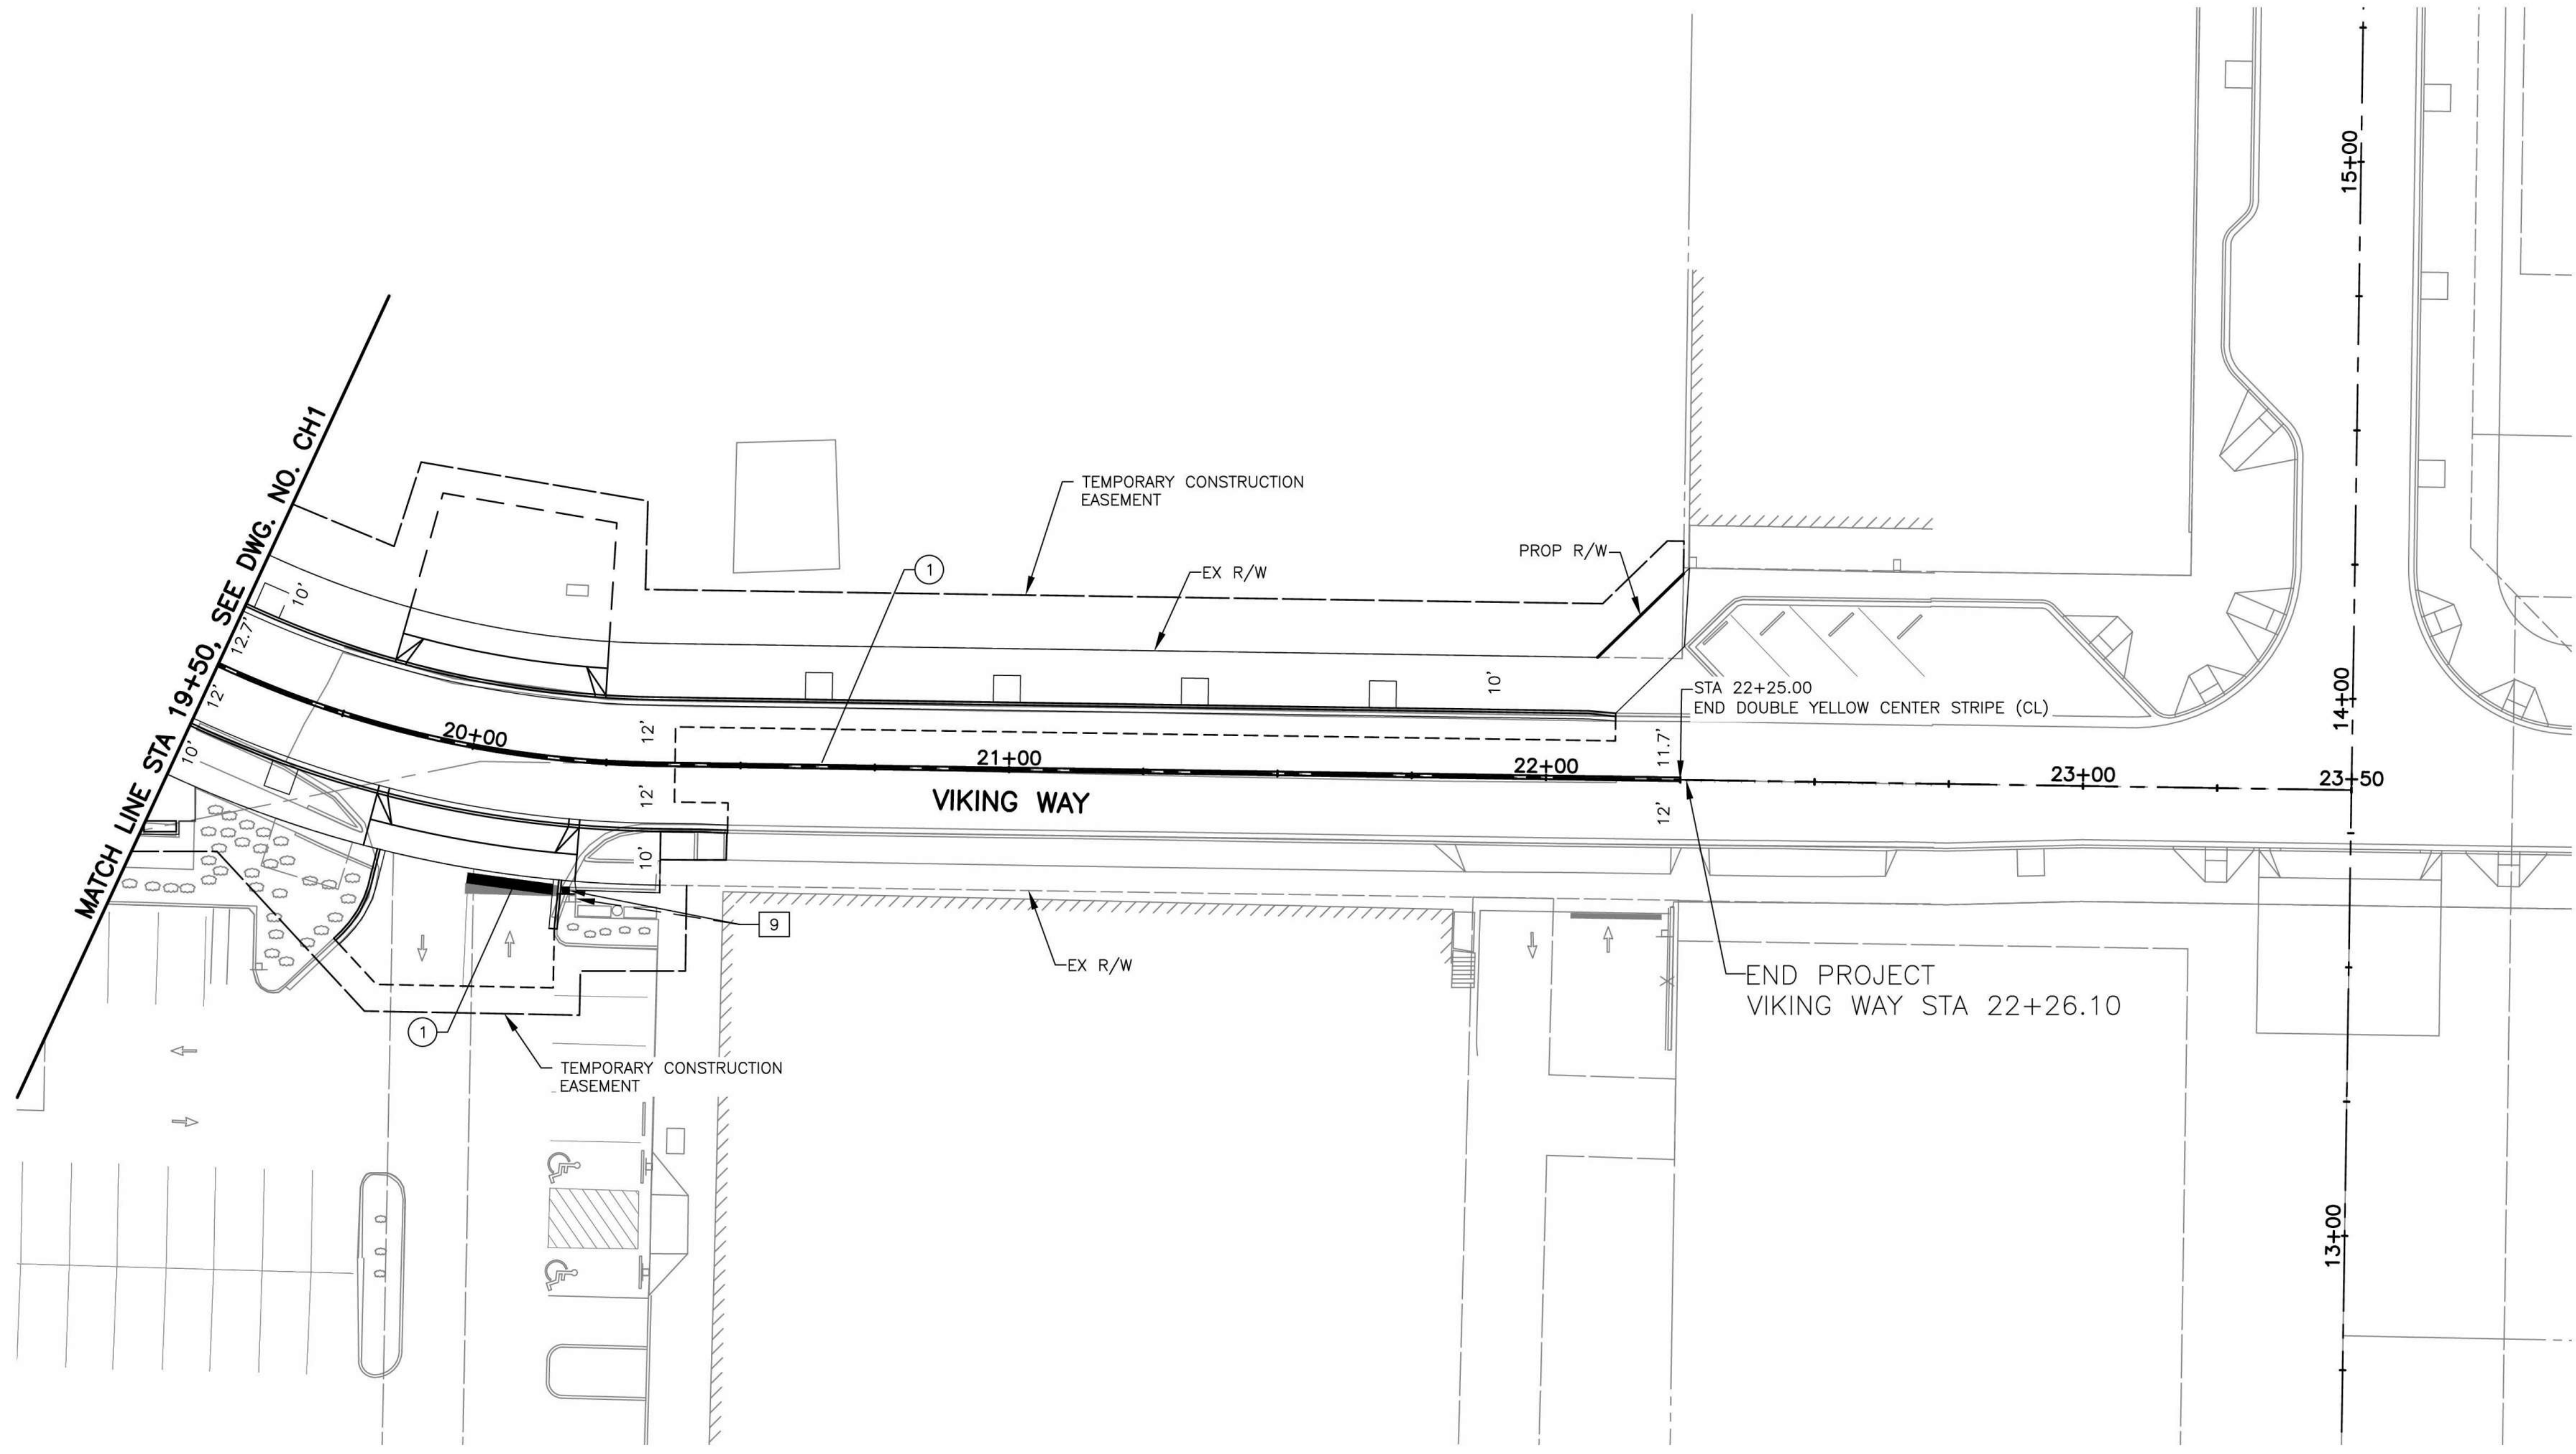 15+00
MATCH LINE STA 19+50, SEE DWG. NO. CH1
TEMPORARY CONSTRUCTION
EASEMENT
PROP R/W
1
EX R/W
10'
12.7'
12'
10'
10'
STA 22+25.00
END DOUBLE YELLOW CENTER STRIPE (CL)
14+00
20+00
12'
21+00
22+00
11.7'
23+00
23+50
12'
VIKING WAY
12'
10'
9
EX R/W
END PROJECT
VIKING WAY STA 22+26.10
1
TEMPORARY CONSTRUCTION
EASEMENT
13+00